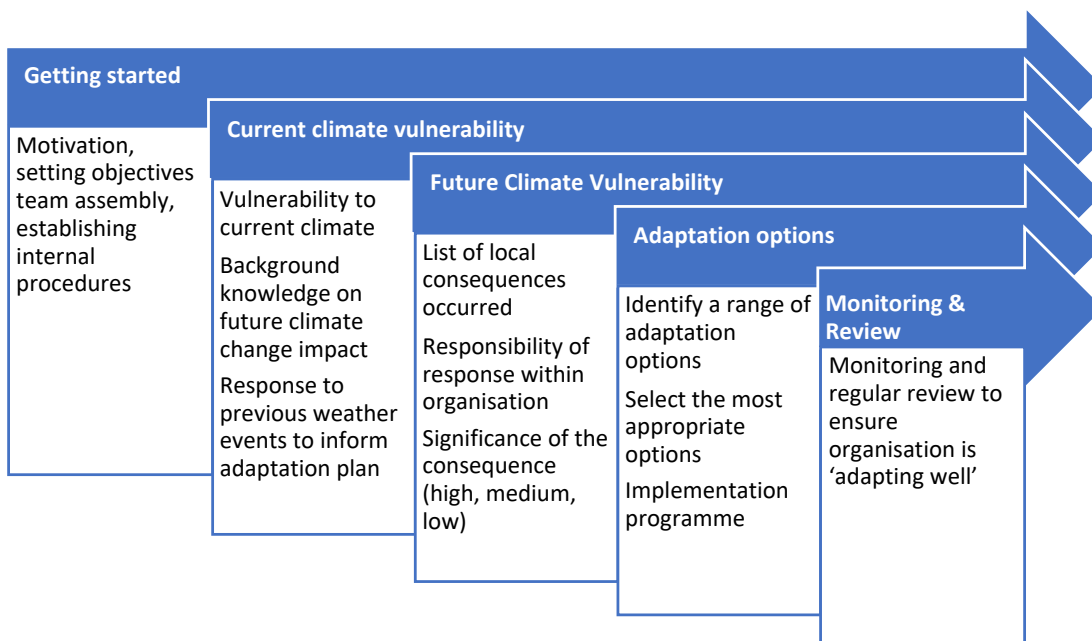 Getting started
Motivation,
setting objectives
team assembly,
establishing
internal
procedures
Current climate vulnerability
Vulnerability to
current climate
Background
knowledge on
future climate
change impact
Response to
previous weather
events to inform
adaptation plan
Future Climate Vulnerability
List of local
consequences
occurred
Responsibility of
response within
organisation
Significance of the
consequence
(high, medium,
low)
Adaptation options
Identify a range of
adaptation
options
Select the most
appropriate
options
Implementation
programme
Monitoring &
Review
Monitoring and
regular review to
ensure
organisation is
‘adapting well’